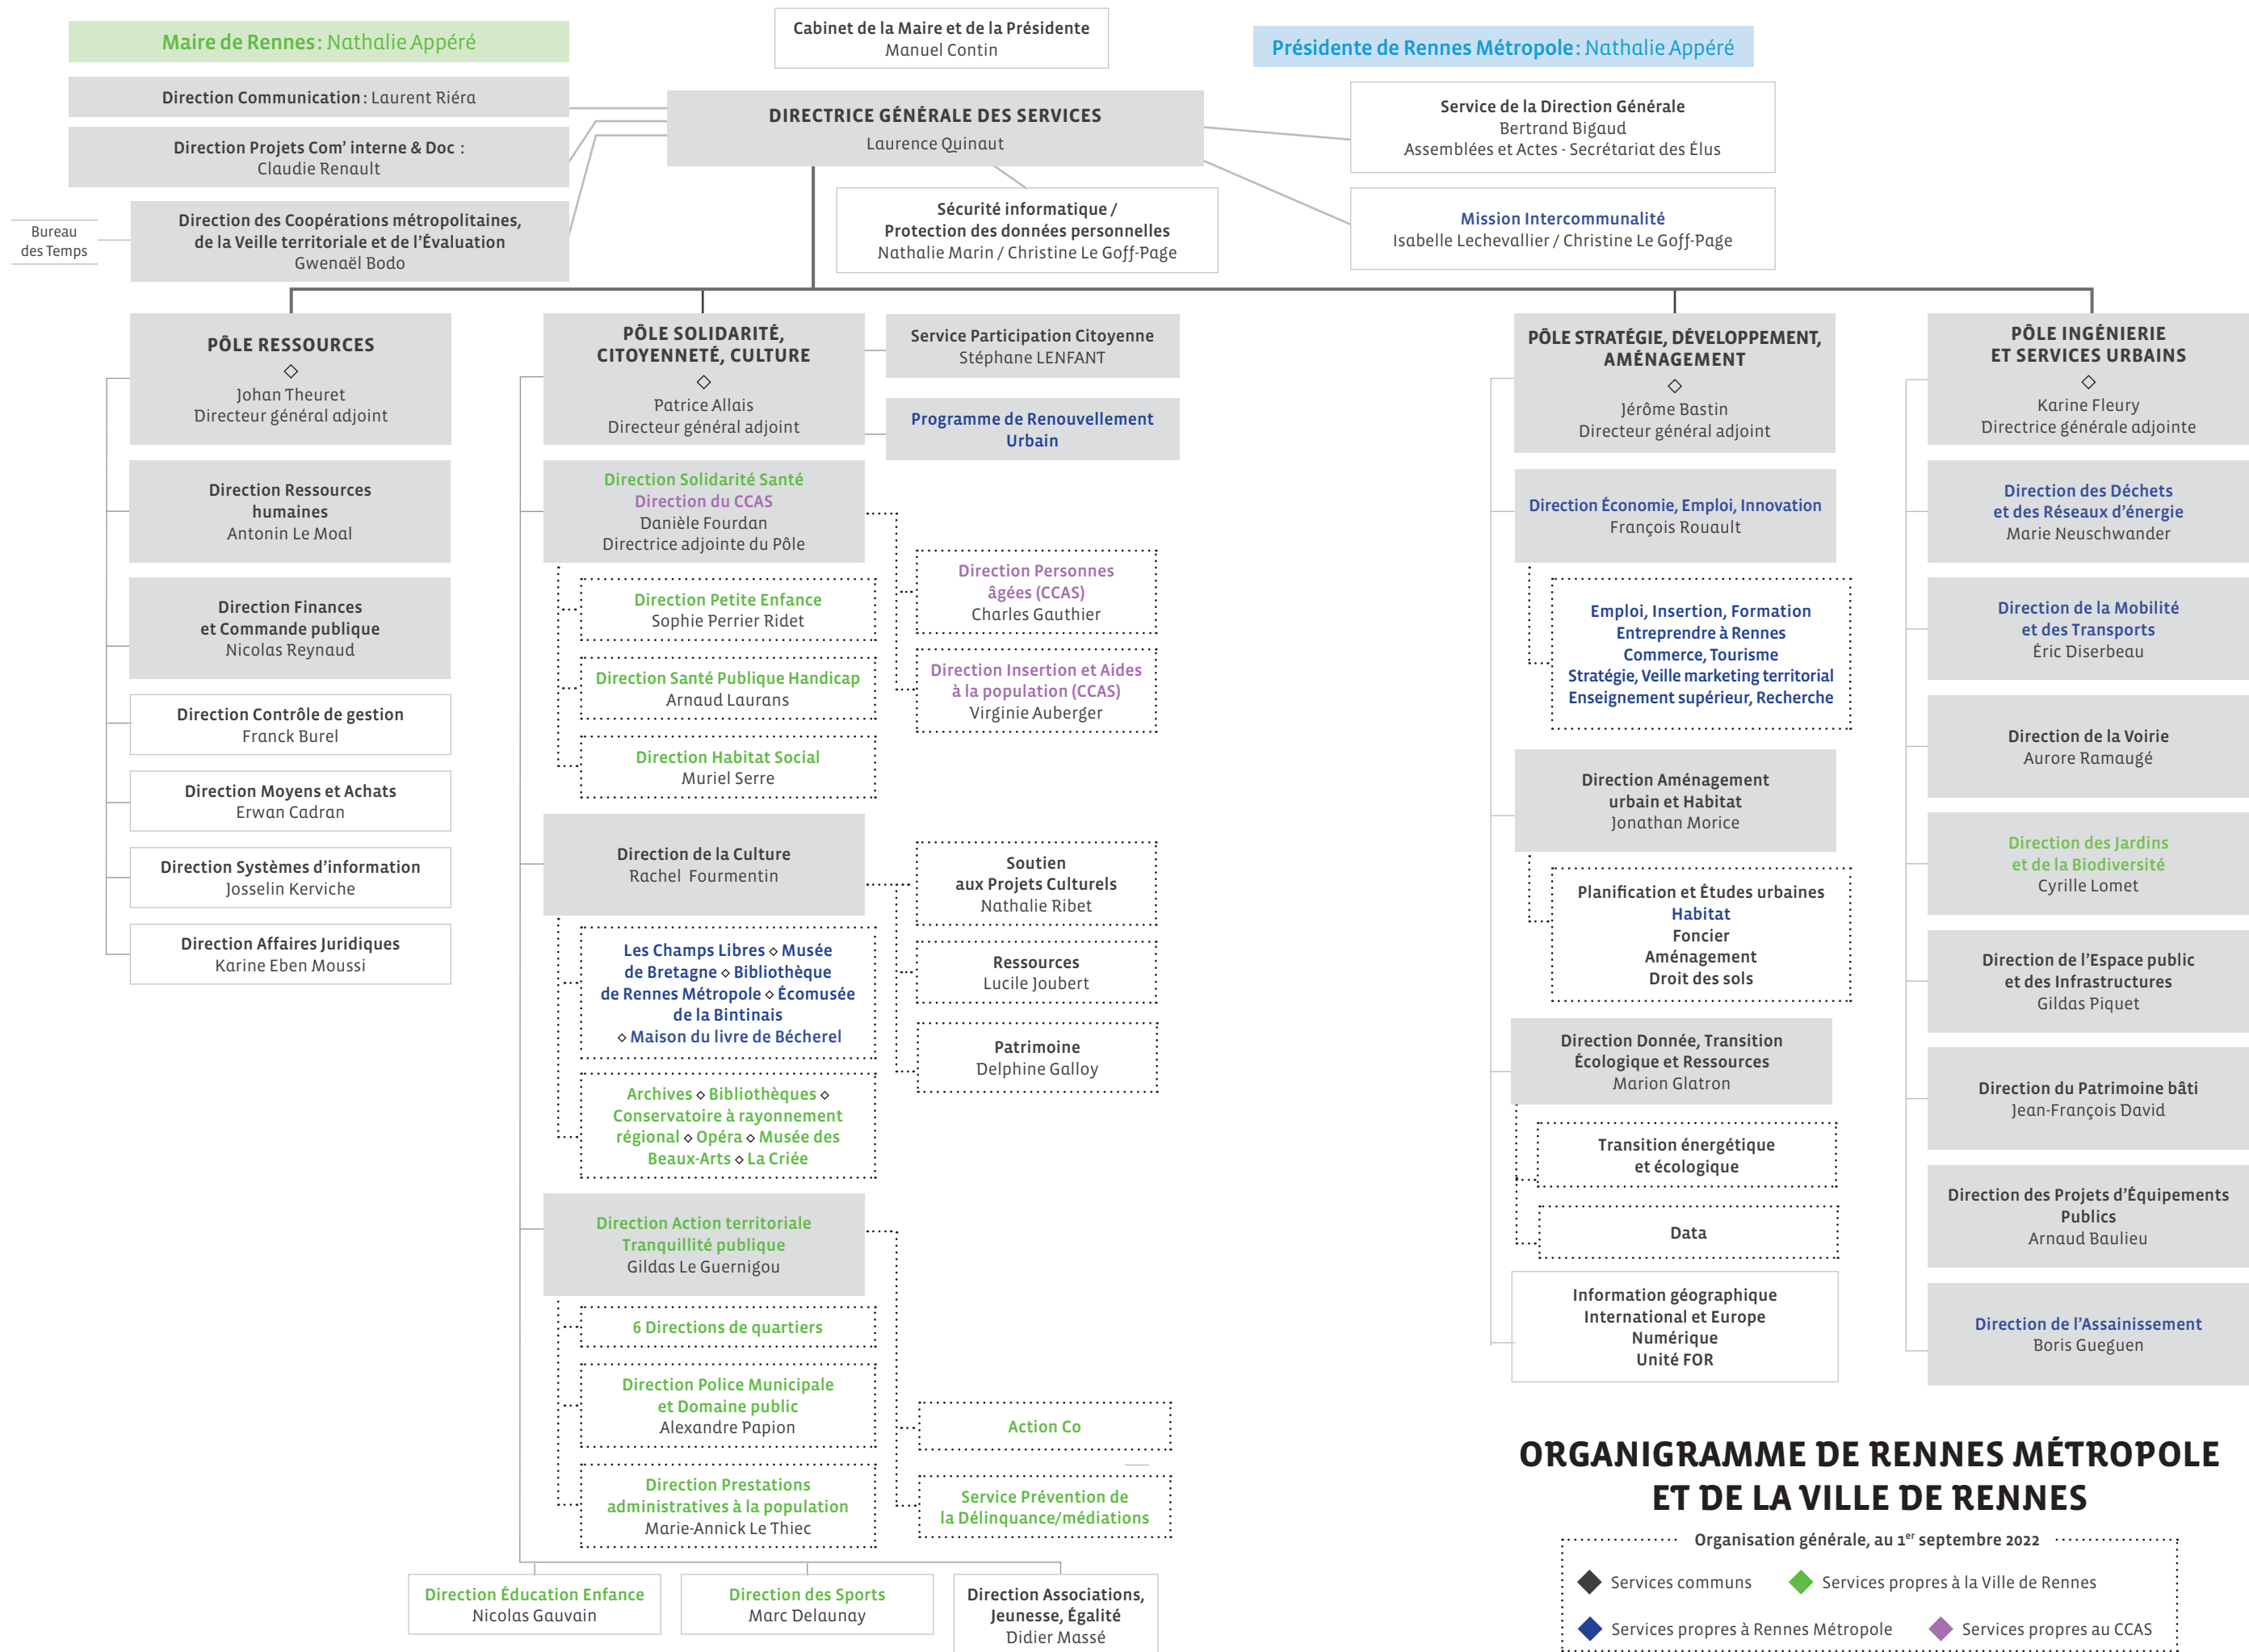 Maire de Rennes : Nathalie Appéré
Cabinet de la Maire et de la Présidente
Manuel Contin
Présidente de Rennes Métropole : Nathalie Appéré
Direction Communication : Laurent Riéra
Direction Projets Com' interne & Doc :
Claudie Renault
Bureau
des Temps
Direction des Coopérations métropolitaines,
de la Veille territoriale et de l'Évaluation
Gwenaël Bodo
DIRECTRICE GÉNÉRALE DES SERVICES
Laurence Quinaut
Sécurité informatique /
Protection des données personnelles
Nathalie Marin / Christine Le Goff-Page
Service de la Direction Générale
Bertrand Bigaud
Assemblées et Actes - Secrétariat des Élus
Mission Intercommunalité
Isabelle Lechevallier / Christine Le Goff-Page
PÔLE RESSOURCES
◇
Johan Theuret
Directeur général adjoint
Direction Ressources
humaines
Antonin Le Moal
Direction Finances
et Commande publique
Nicolas Reynaud
Direction Contrôle de gestion
Franck Burel
Direction Moyens et Achats
Erwan Cadran
Direction Systèmes d'information
Josselin Kerviche
Direction Affaires Juridiques
Karine Eben Moussi
PÔLE SOLIDARITÉ,
CITOYENNETÉ, CULTURE
◇
Patrice Allais
Directeur général adjoint
Service Participation Citoyenne
Stéphane LENFANT
Programme de Renouvellement
Urbain
Direction Solidarité Santé
Direction du CCAS
Danièle Fourdan
Directrice adjointe du Pôle
Direction Petite Enfance
Sophie Perrier Ridet
Direction Santé Publique Handicap
Arnaud Laurans
Direction Habitat Social
Muriel Serre
Direction Personnes
âgées (CCAS)
Charles Gauthier
Direction Insertion et Aides
à la population (CCAS)
Virginie Auberger
Direction de la Culture
Rachel Fourmentin
Les Champs Libres ◇ Musée
de Bretagne ◇ Bibliothèque
de Rennes Métropole ◇ Écomusée
de la Bintinais
◇ Maison du livre de Bécherel
Archives ◇ Bibliothèques ◇
Conservatoire à rayonnement
régional ◇ Opéra ◇ Musée des
Beaux-Arts ◇ La Criée
Soutien
aux Projets Culturels
Nathalie Ribet
Ressources
Lucile Joubert
Patrimoine
Delphine Galloy
Direction Action territoriale
Tranquillité publique
Gildas Le Guernigou
6 Directions de quartiers
Direction Police Municipale
et Domaine public
Alexandre Papion
Direction Prestations
administratives à la population
Marie-Annick Le Thiec
Action Co
Service Prévention de
la Délinquance/médiations
Direction Éducation Enfance
Nicolas Gauvain
Direction des Sports
Marc Delaunay
Direction Associations,
Jeunesse, Égalité
Didier Massé
PÔLE STRATÉGIE, DÉVELOPPEMENT,
AMÉNAGEMENT
◇
Jérôme Bastin
Directeur général adjoint
Direction Économie, Emploi, Innovation
François Rouault
Emploi, Insertion, Formation
Entreprendre à Rennes
Commerce, Tourisme
Stratégie, Veille marketing territorial
Enseignement supérieur, Recherche
Direction Aménagement
urbain et Habitat
Jonathan Morice
Planification et Études urbaines
Habitat
Foncier
Aménagement
Droit des sols
Direction Donnée, Transition
Écologique et Ressources
Marion Glatron
Transition énergétique
et écologique
Data
Information géographique
International et Europe
Numérique
Unité FOR
PÔLE INGÉNIERIE
ET SERVICES URBAINS
◇
Karine Fleury
Directrice générale adjointe
Direction des Déchets
et des Réseaux d'énergie
Marie Neuschwander
Direction de la Mobilité
et des Transports
Éric Diserbeau
Direction de la Voirie
Aurore Ramaugé
Direction des Jardins
et de la Biodiversité
Cyrille Lomet
Direction de l'Espace public
et des Infrastructures
Gildas Piquet
Direction du Patrimoine bâti
Jean-François David
Direction des Projets d'Équipements
Publics
Arnaud Baulieu
Direction de l'Assainissement
Boris Gueguen
ORGANIGRAMME DE RENNES MÉTROPOLE
ET DE LA VILLE DE RENNES
Organisation générale, au 1er septembre 2022
Services communs
Services propres à la Ville de Rennes
Services propres à Rennes Métropole
Services propres au CCAS